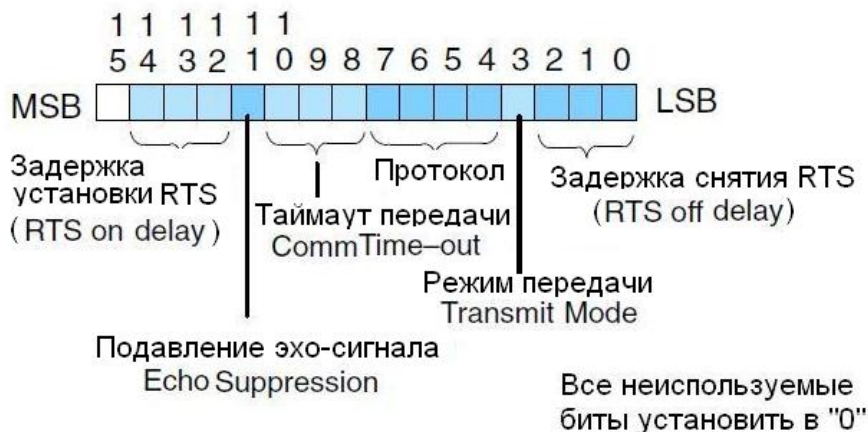 1 1 1 1 1 1
5 4 3 2 1 0 9 8 7 6 5 4 3 2 1 0
MSB LSB
Задержка
установки RTS
( RTS on delay )
Таймаут передачи
CommTime–out
Протокол
Задержка снятия RTS
(RTS off delay)
Режим передачи
Transmit Mode
Подавление эхо-сигнала
Echo Suppression
Все неиспользуемые
биты установить в "0"